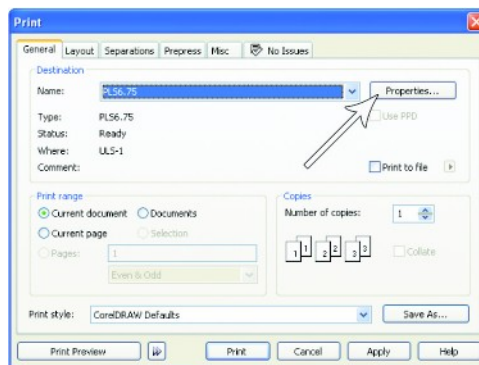 Print
General Layout Separations Prepress Misc No Issues
Destination
Name: PLS6.75 Properties...
Type: PLS6.75 Use PPD
Status: Ready
Where: ULS-1
Comment: Print to file
Print range Copies
Current document Documents Number of copies: 1
Current page Selection
Pages: 1 1 1 2 2 3 3 Collate
Even & Odd
Print style: CorelDRAW Defaults Save As...
Print Preview Print Cancel Apply Help